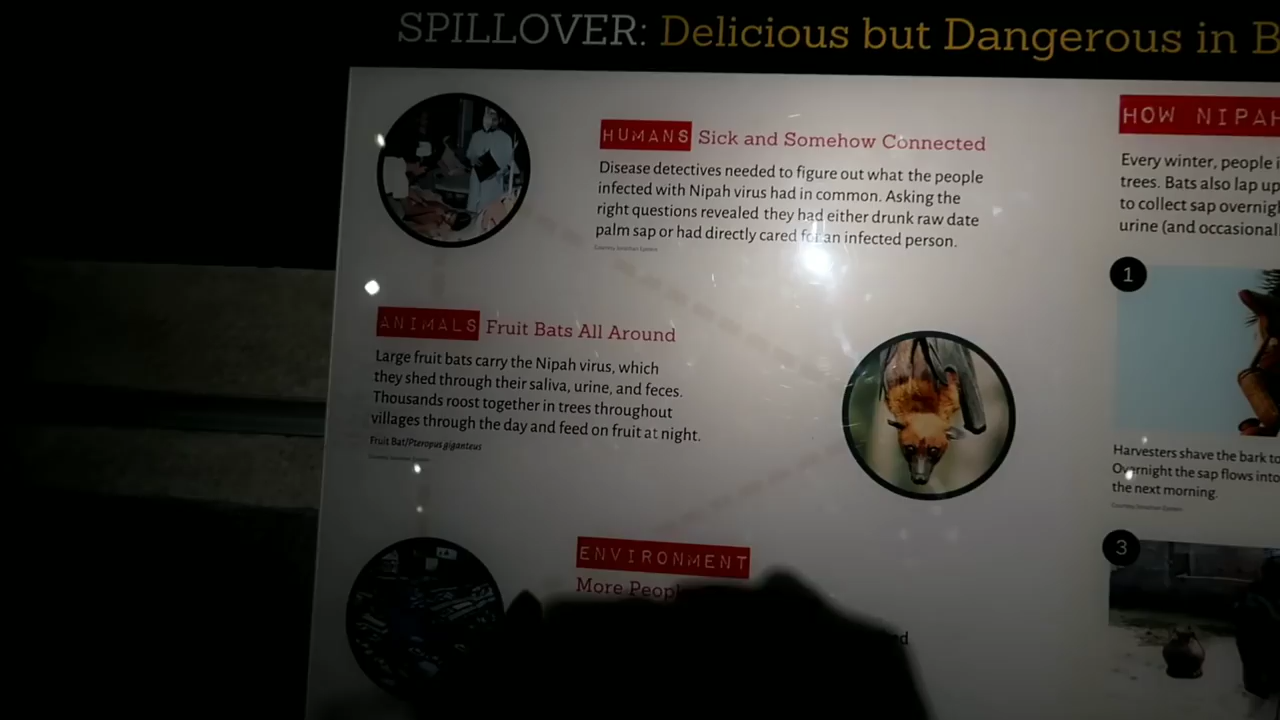 SPILLOVER: Delicious but Dangerous in B
HUMANS Sick and Somehow Connected
Disease detectives needed to figure out what the people
infected with Nipah virus had in common. Asking the
right questions revealed they had either drunk raw date
palm sap or had directly cared for an infected person.
Courtesy Jonathan Epstein
ANIMALS Fruit Bats All Around
Large fruit bats carry the Nipah virus, which
they shed through their saliva, urine, and feces.
Thousands roost together in trees throughout
villages through the day and feed on fruit at night.
Fruit Bat/Pteropus giganteus
ENVIRONMENT
More Peop
HOW NIPAH
Every winter, people i
trees. Bats also lap up
to collect sap overnigh
urine (and occasional
1
Harvesters shave the bark to
Overnight the sap flows into
the next morning.
Courtesy Jonathan Epstein
3